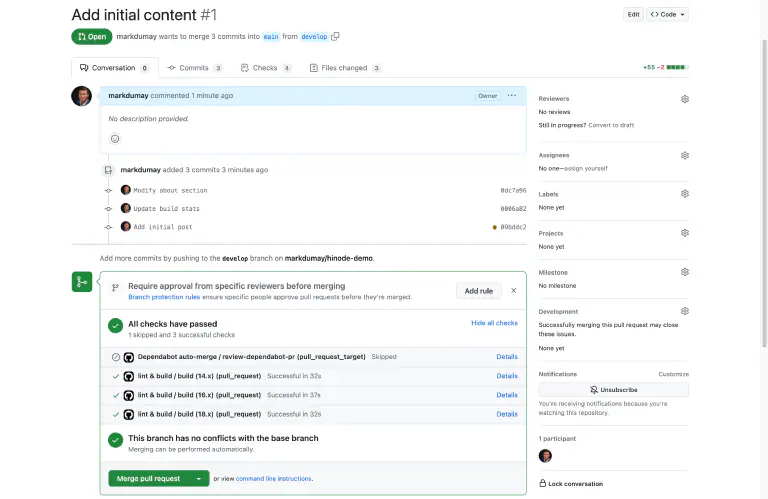 Add initial content #1
Edit
<> Code
Open
markdumay wants to merge 3 commits into main from develop
Conversation 0
Commits 3
Checks 4
Files changed 3
+55 −2
markdumay commented 1 minute ago
Owner
No description provided.
markdumay added 3 commits 3 minutes ago
Modify about section
0dc7a96
Update build stats
0006a82
Add initial post
09bddc2
Add more commits by pushing to the develop branch on markdumay/hinode-demo.
Require approval from specific reviewers before merging
Branch protection rules ensure specific people approve pull requests before they're merged.
Add rule
All checks have passed
1 skipped and 3 successful checks
Hide all checks
Dependabot auto-merge / review-dependabot-pr (pull_request_target) Skipped
Details
lint & build / build (14.x) (pull_request) Successful in 32s
Details
lint & build / build (16.x) (pull_request) Successful in 37s
Details
lint & build / build (18.x) (pull_request) Successful in 32s
Details
This branch has no conflicts with the base branch
Merging can be performed automatically.
Merge pull request
or view command line instructions.
Reviewers
No reviews
Still in progress? Convert to draft
Assignees
No one—assign yourself
Labels
None yet
Projects
None yet
Milestone
No milestone
Development
Successfully merging this pull request may close
these issues.
None yet
Notifications
Customize
Unsubscribe
You're receiving notifications because you're
watching this repository.
1 participant
Lock conversation